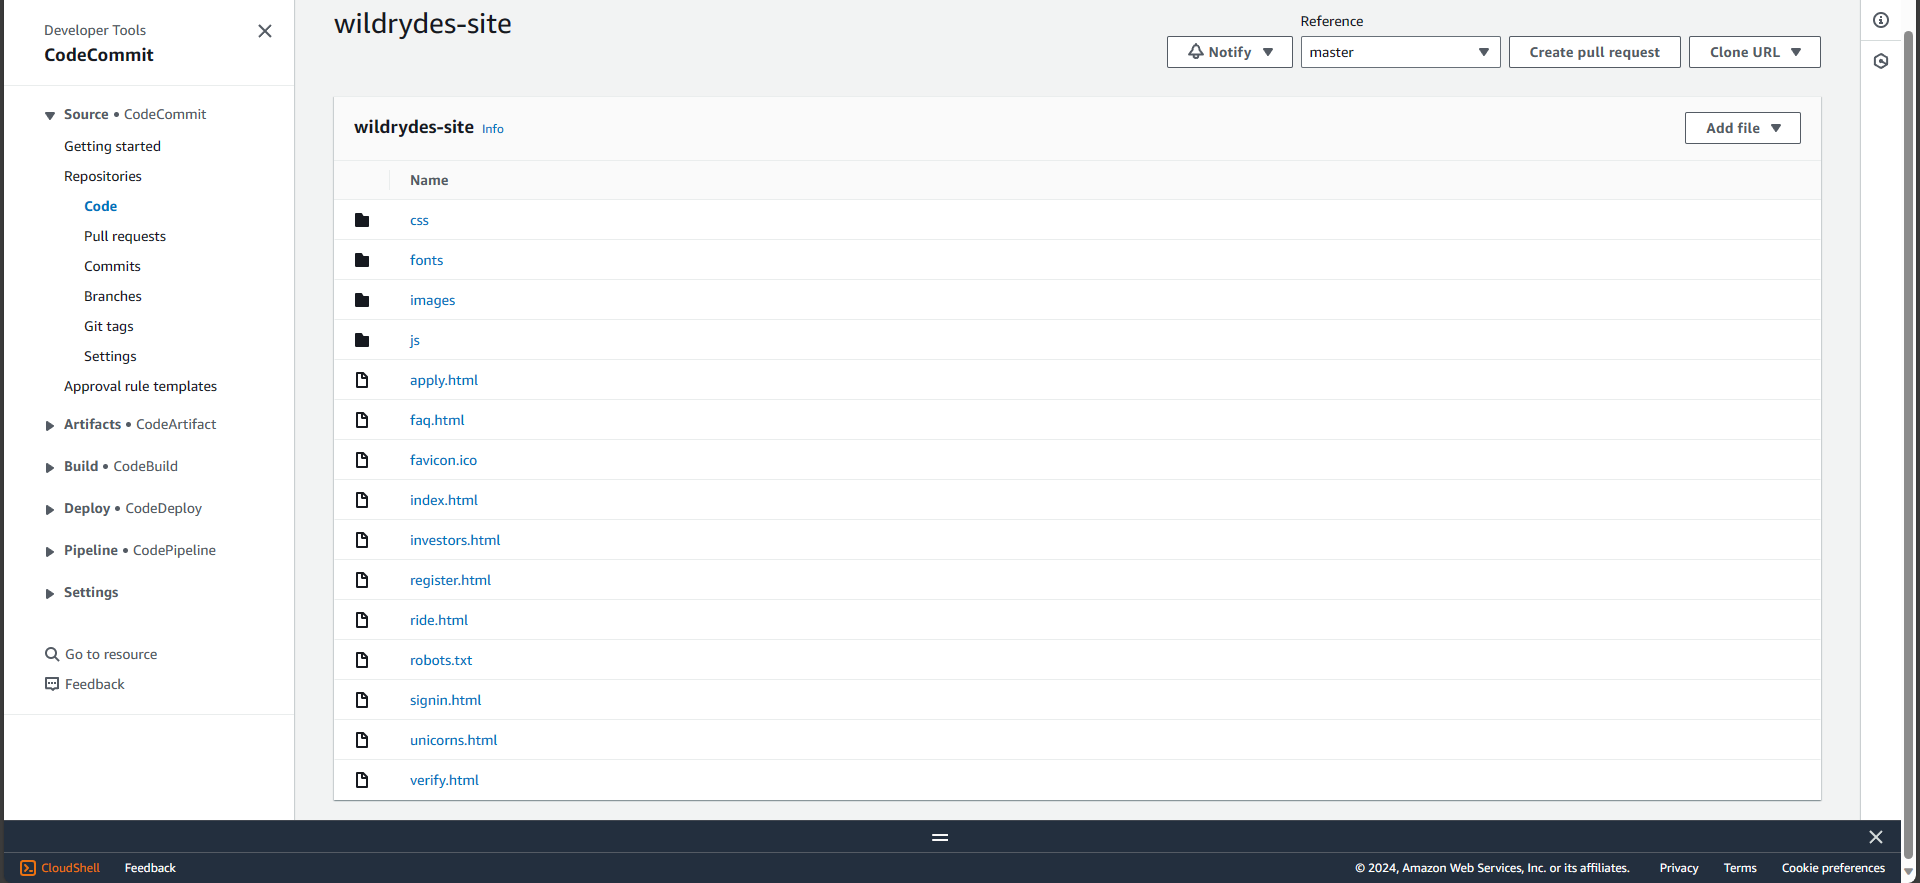 Developer Tools
CodeCommit
Source • CodeCommit
Getting started
Repositories
Code
Pull requests
Commits
Branches
Git tags
Settings
Approval rule templates
Artifacts • CodeArtifact
Build • CodeBuild
Deploy • CodeDeploy
Pipeline • CodePipeline
Settings
Go to resource
Feedback
wildrydes-site
Reference
Notify
master
Create pull request
Clone URL
wildrydes-site Info
Add file
Name
css
fonts
images
js
apply.html
faq.html
favicon.ico
index.html
investors.html
register.html
ride.html
robots.txt
signin.html
unicorns.html
verify.html
CloudShell
Feedback
© 2024, Amazon Web Services, Inc. or its affiliates.
Privacy
Terms
Cookie preferences